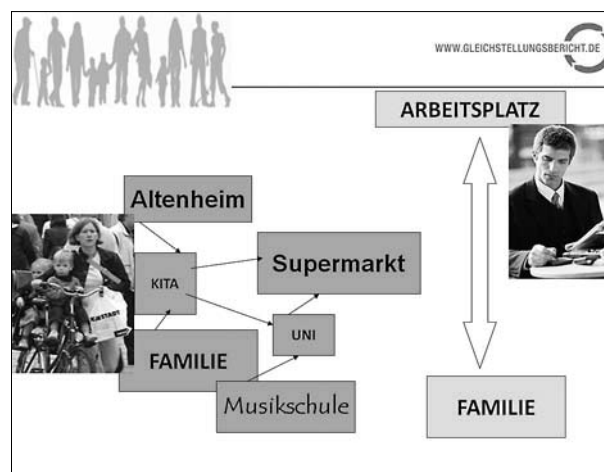 WWW.GLEICHSTELLUNGSBERICHT.DE
ARBEITSPLATZ
Altenheim
KITA
Supermarkt
UNI
FAMILIE
Musikschule
FAMILIE